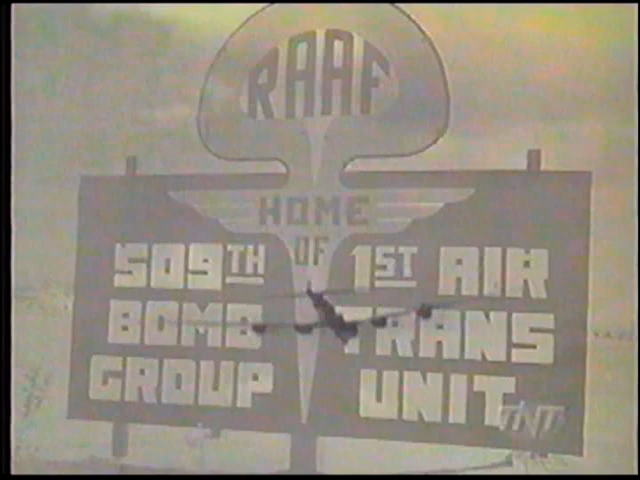 RAAF
HOME
OF
509TH
BOMB
GROUP
1ST AIR
TRANS
UNIT
TNT